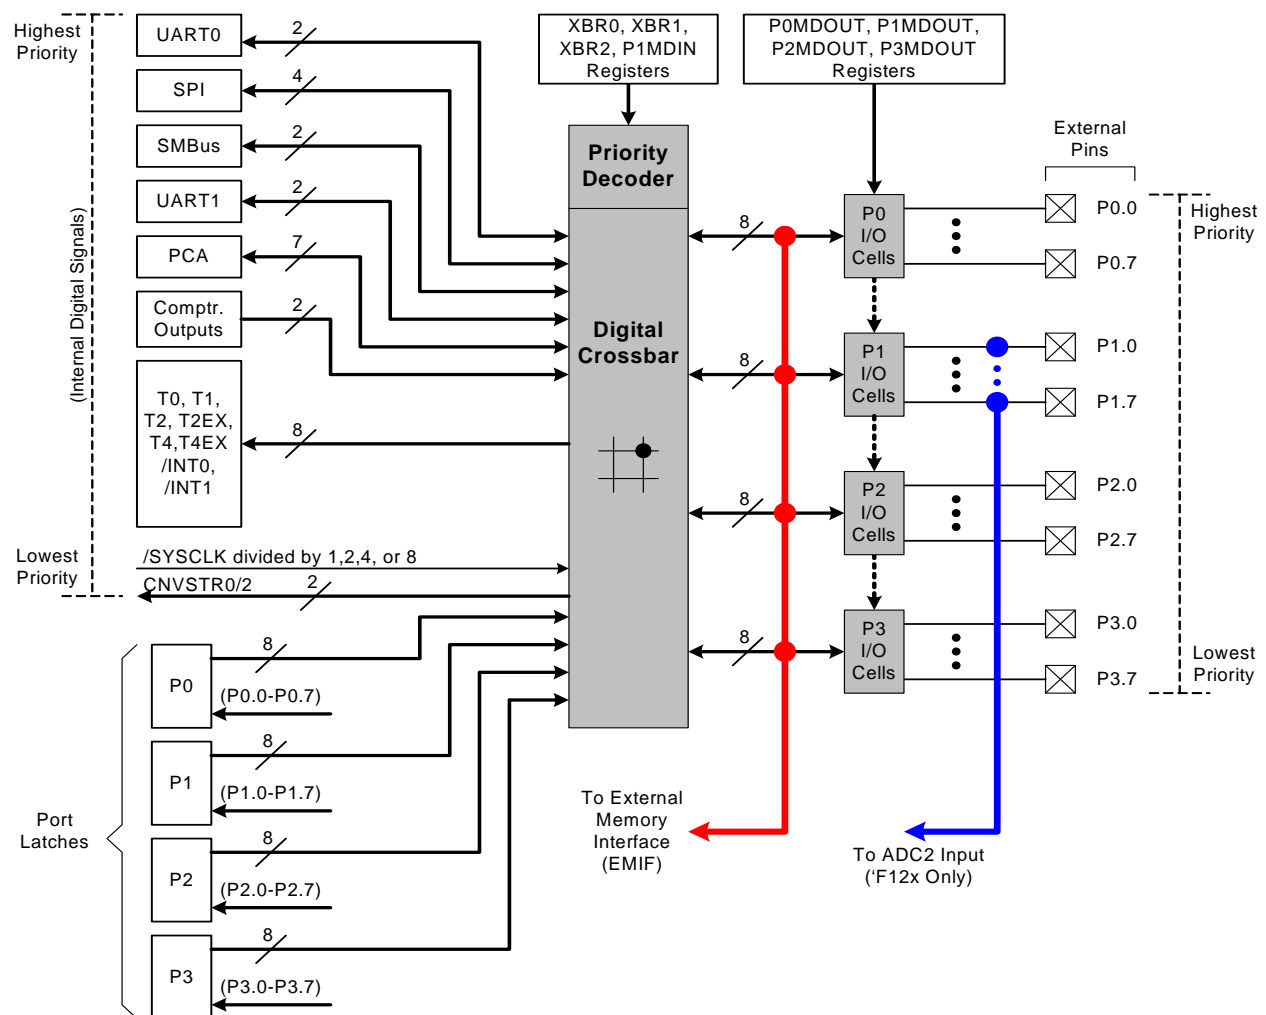 Highest
Priority
UART0
2
SPI
4
SMBus
2
UART1
2
PCA
7
Comptr.
Outputs
2
T0, T1,
T2, T2EX,
T4,T4EX
/INT0,
/INT1
8
(Internal Digital Signals)
Lowest
Priority
/SYSCLK divided by 1,2,4, or 8
CNVSTR0/2
2
XBR0, XBR1,
XBR2, P1MDIN
Registers
P0MDOUT, P1MDOUT,
P2MDOUT, P3MDOUT
Registers
Priority
Decoder
Digital
Crossbar
8
8
8
8
P0
I/O
Cells
P1
I/O
Cells
P2
I/O
Cells
P3
I/O
Cells
External
Pins
P0.0
P0.7
P1.0
P1.7
P2.0
P2.7
P3.0
P3.7
Highest
Priority
Lowest
Priority
Port
Latches
P0
8
(P0.0-P0.7)
P1
8
(P1.0-P1.7)
P2
8
(P2.0-P2.7)
P3
8
(P3.0-P3.7)
To External
Memory
Interface
(EMIF)
To ADC2 Input
('F12x Only)